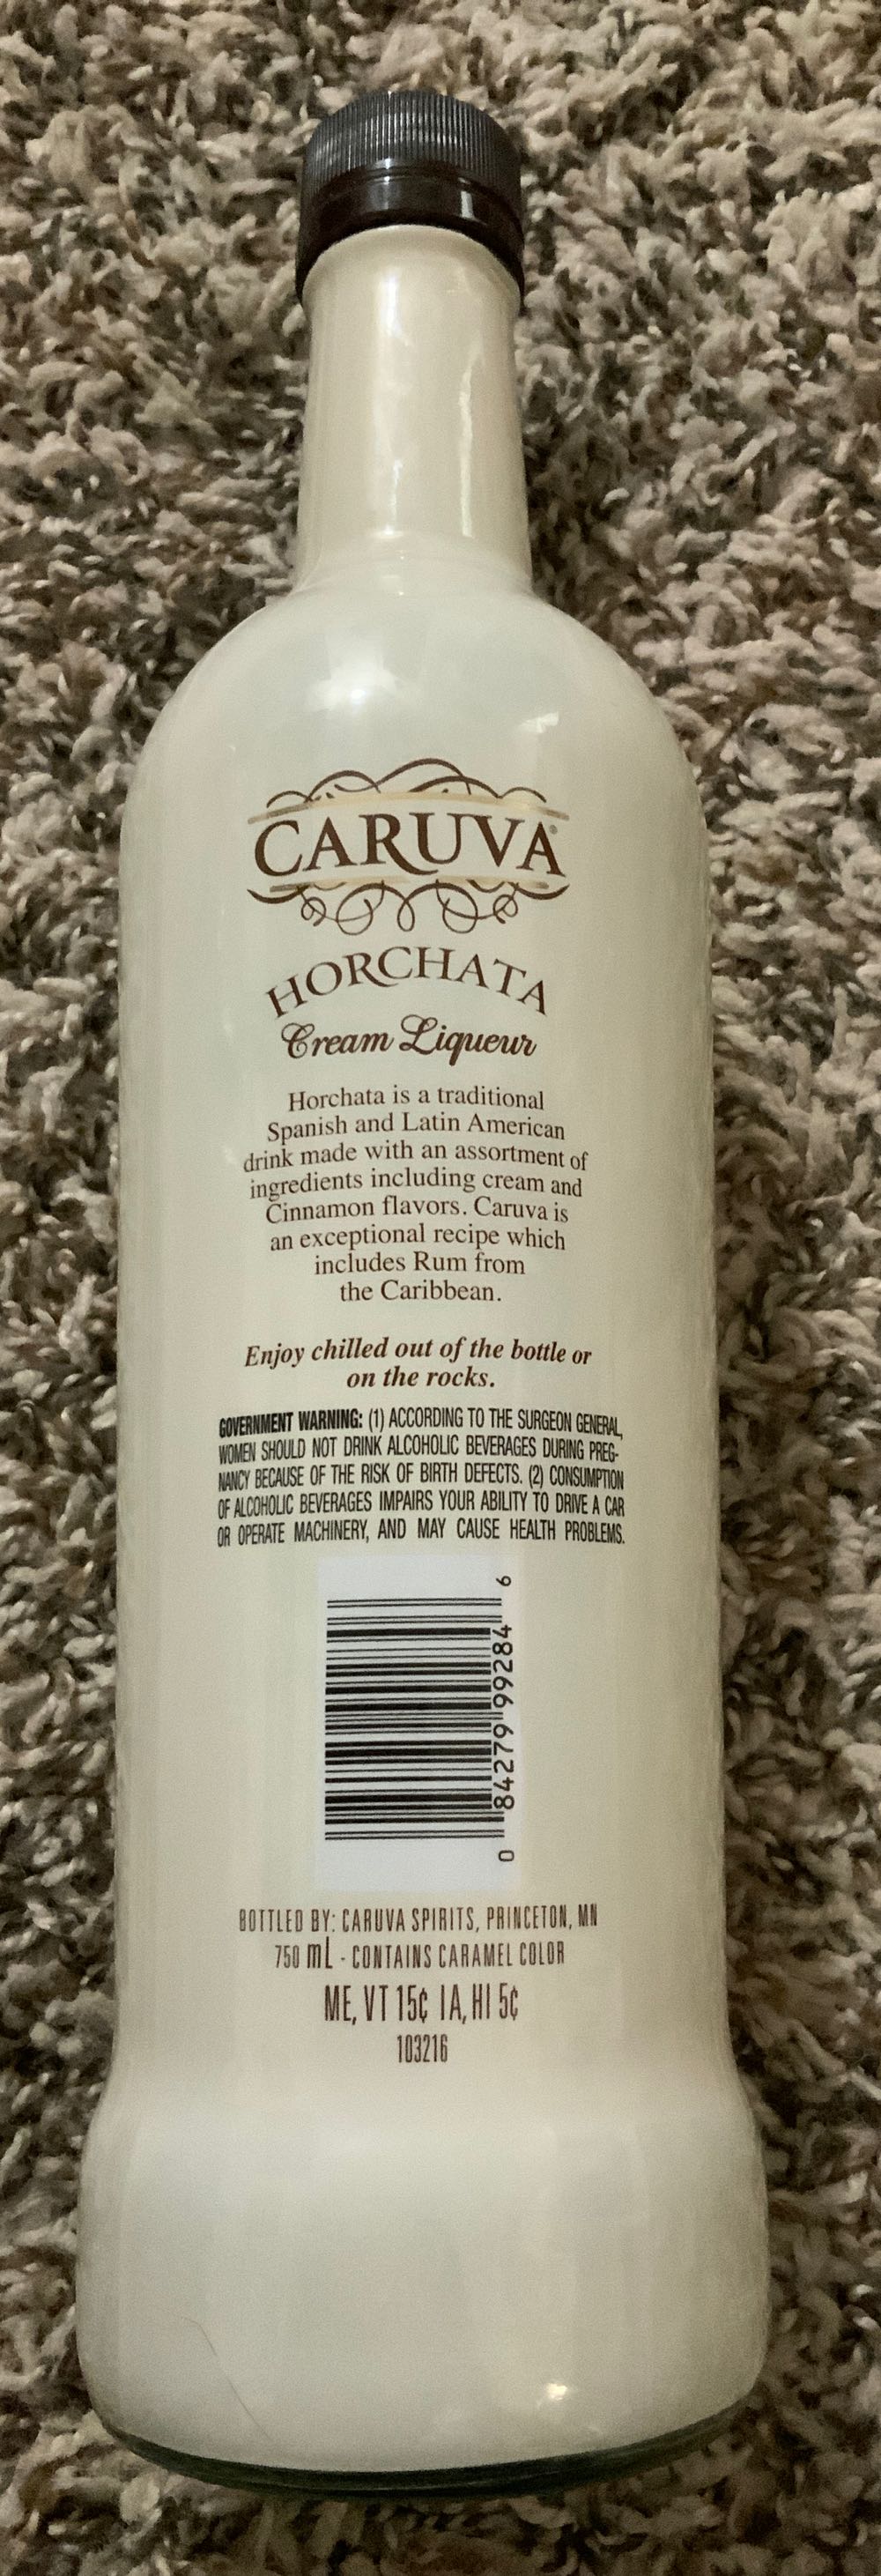 CARUVA®
HORCHATA
Cream Liqueur
Horchata is a traditional
Spanish and Latin American
drink made with an assortment of
ingredients including cream and
Cinnamon flavors. Caruva is
an exceptional recipe which
includes Rum from
the Caribbean.
Enjoy chilled out of the bottle or
on the rocks.
GOVERNMENT WARNING: (1) ACCORDING TO THE SURGEON GENERAL,
WOMEN SHOULD NOT DRINK ALCOHOLIC BEVERAGES DURING PREG-
NANCY BECAUSE OF THE RISK OF BIRTH DEFECTS. (2) CONSUMPTION
OF ALCOHOLIC BEVERAGES IMPAIRS YOUR ABILITY TO DRIVE A CAR
OR OPERATE MACHINERY, AND MAY CAUSE HEALTH PROBLEMS.
0 84279 99284 6
BOTTLED BY: CARUVA SPIRITS, PRINCETON, MN
750 mL - CONTAINS CARAMEL COLOR
ME, VT 15¢ IA, HI 5¢
103216